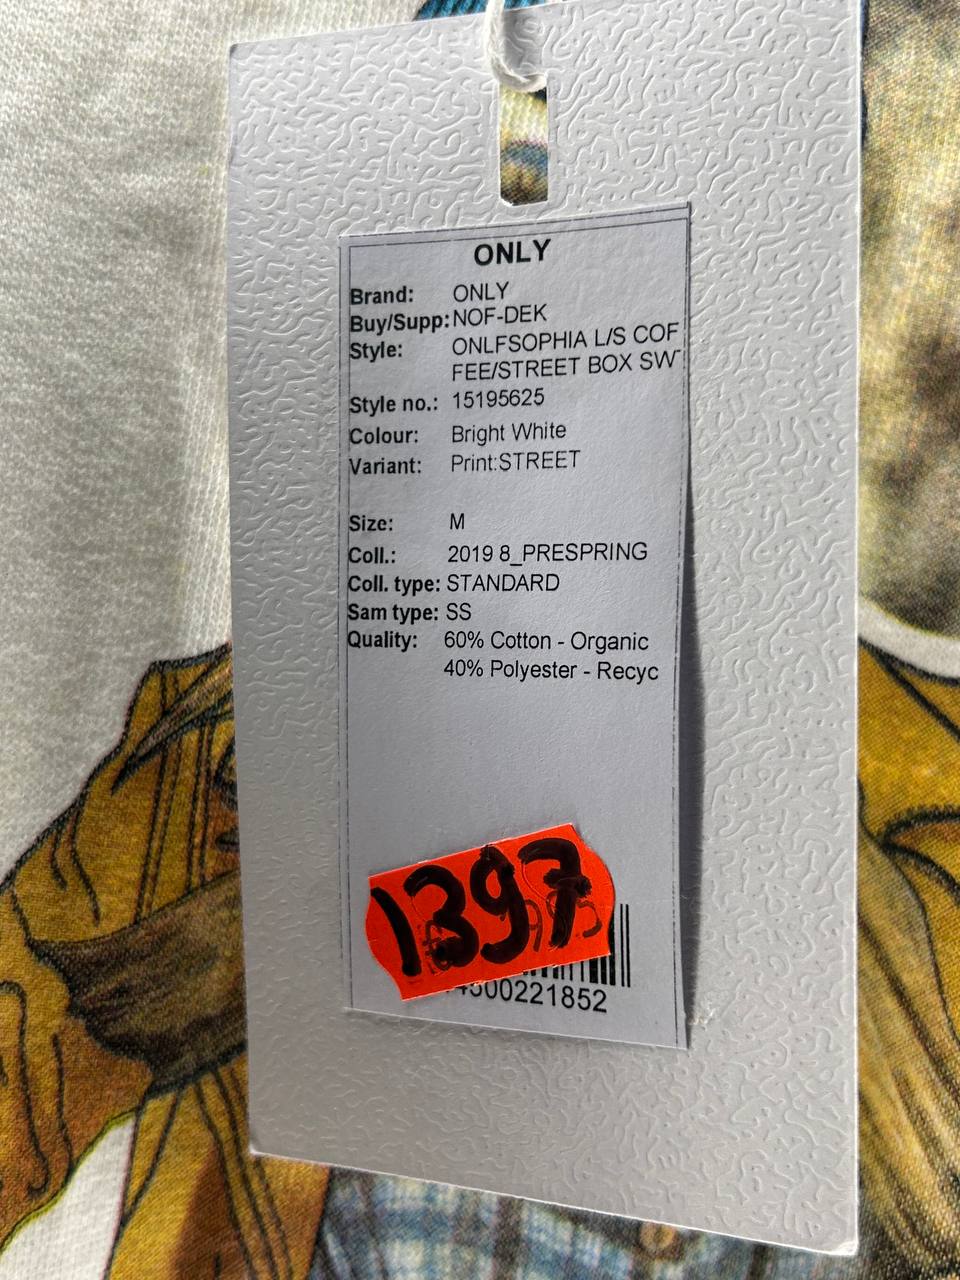 ONLY
Brand: ONLY
Buy/Supp: NOF-DEK
Style: ONLFSOPHIA L/S COF
FEE/STREET BOX SW
Style no.: 15195625
Colour: Bright White
Variant: Print:STREET
Size: M
Coll.: 2019 8_PRESPRING
Coll. type: STANDARD
Sam type: SS
Quality: 60% Cotton - Organic
40% Polyester - Recyc
1397
4500221852